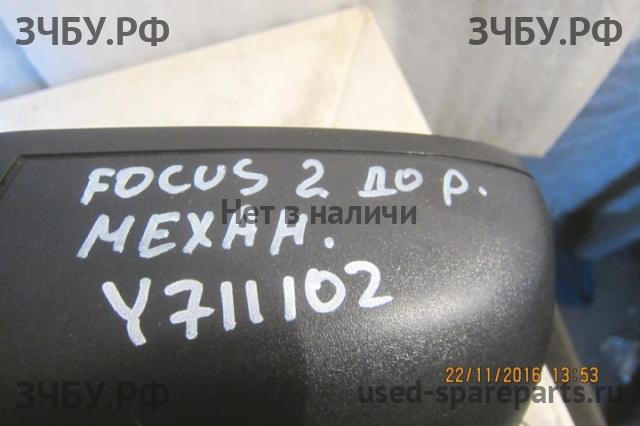 ЗЧБУ.РФ ЗЧБУ.РФ
FOCUS 2 ДО Р.
МЕХАН.
Нет в наличии
Y711102
22/11/2016 13:53
ЗЧБУ.РФ used-spareparts.ru